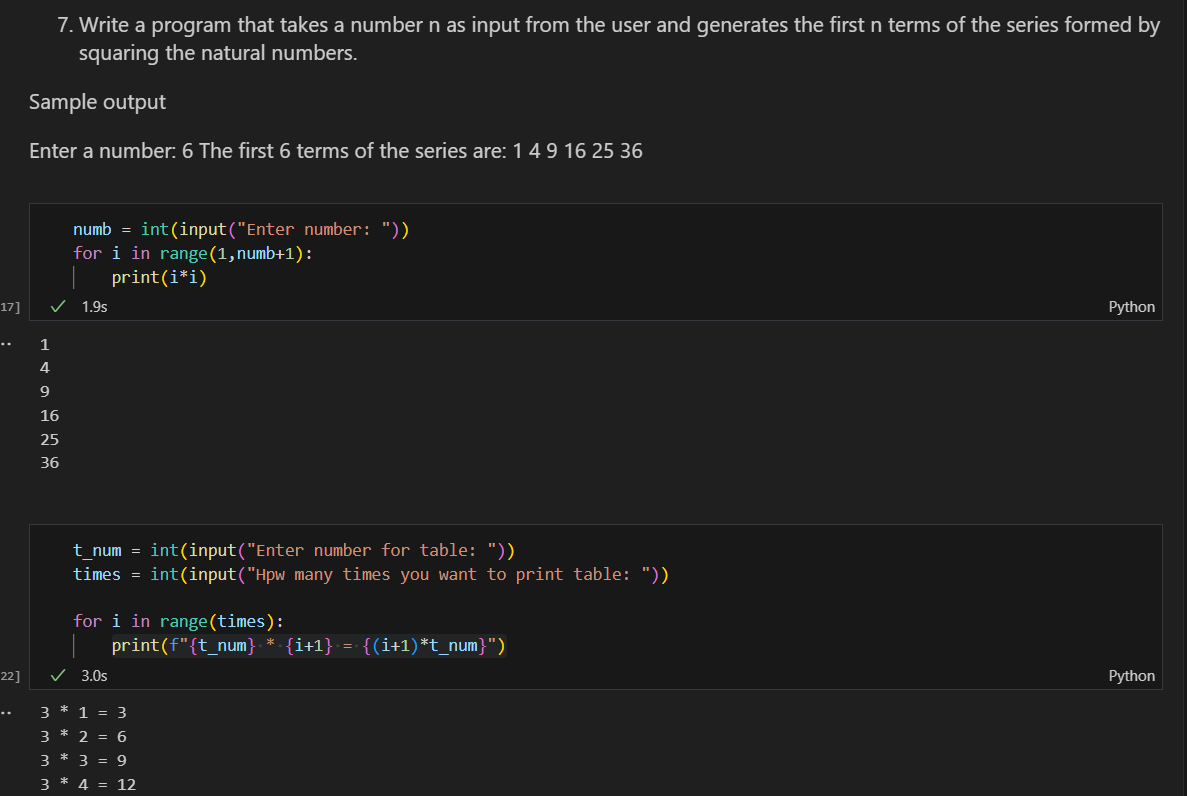 7. Write a program that takes a number n as input from the user and generates the first n terms of the series formed by
squaring the natural numbers.
Sample output
Enter a number: 6 The first 6 terms of the series are: 1 4 9 16 25 36
numb = int(input("Enter number: "))
for i in range(1,numb+1):
    print(i*i)
17] ✓ 1.9s Python
1
4
9
16
25
36
t_num = int(input("Enter number for table: "))
times = int(input("Hpw many times you want to print table: "))
for i in range(times):
    print(f"{t_num} * {i+1} = {(i+1)*t_num}")
22] ✓ 3.0s Python
3 * 1 = 3
3 * 2 = 6
3 * 3 = 9
3 * 4 = 12